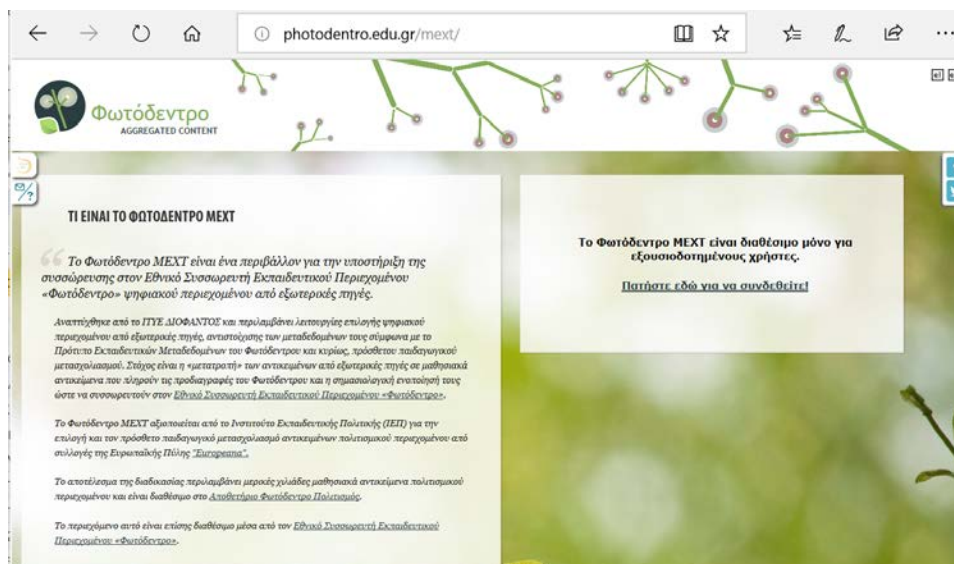 photodentro.edu.gr/mext/
Φωτόδεντρο
AGGREGATED CONTENT
el
ΤΙ ΕΙΝΑΙ ΤΟ ΦΩΤΟΔΕΝΤΡΟ MEXT
Το Φωτόδεντρο MEXT είναι ένα περιβάλλον για την υποστήριξη της
συσσώρευσης στον Εθνικό Συσσωρευτή Εκπαιδευτικού Περιεχομένου
«Φωτόδεντρο» ψηφιακού περιεχομένου από εξωτερικές πηγές.
Αναπτύχθηκε από το ΙΤΥΕ ΔΙΟΦΑΝΤΟΣ και περιλαμβάνει λειτουργίες επιλογής ψηφιακού
περιεχομένου από εξωτερικές πηγές, αντιστοίχισης των μεταδεδομένων τους σύμφωνα με το
Πρότυπο Εκπαιδευτικών Μεταδεδομένων του Φωτόδεντρου και κυρίως, πρόσθετου παιδαγωγικού
μετασχολιασμού. Στόχος είναι η «μετατροπή» των αντικειμένων από εξωτερικές πηγές σε μαθησιακά
αντικείμενα που πληρούν τις προδιαγραφές του Φωτόδεντρου και η σημασιολογική ενοποίησή τους
ώστε να συσσωρευτούν στον Εθνικό Συσσωρευτή Εκπαιδευτικού Περιεχομένου «Φωτόδεντρο».
Το Φωτόδεντρο MEXT αξιοποιείται από το Ινστιτούτο Εκπαιδευτικής Πολιτικής (ΙΕΠ) για την
επιλογή και τον πρόσθετο παιδαγωγικό μετασχολιασμό αντικειμένων πολιτισμικού περιεχομένου από
συλλογές της Ευρωπαϊκής Πύλης "Europeana".
Το αποτέλεσμα της διαδικασίας περιλαμβάνει μερικές χιλιάδες μαθησιακά αντικείμενα πολιτισμικού
περιεχομένου και είναι διαθέσιμο στο Αποθετήριο Φωτόδεντρο Πολιτισμός.
Το περιεχόμενο αυτό είναι επίσης διαθέσιμο μέσα από τον Εθνικό Συσσωρευτή Εκπαιδευτικού
Περιεχομένου «Φωτόδεντρο».
Το Φωτόδεντρο MEXT είναι διαθέσιμο μόνο για
εξουσιοδοτημένους χρήστες.
Πατήστε εδώ για να συνδεθείτε!